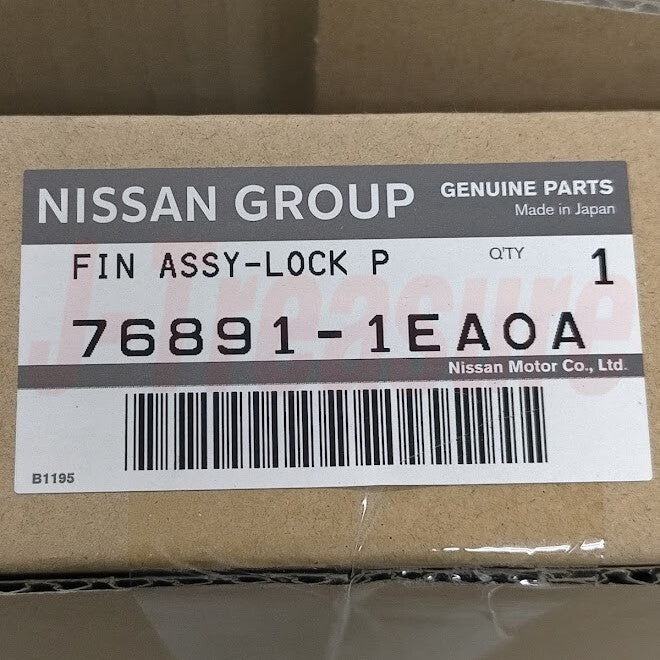 NISSAN GROUP
GENUINE PARTS
Made in Japan
FIN ASSY-LOCK P
Q'TY 1
76891-1EA0A
Nissan Motor Co., Ltd.
B1195
J-Treasure